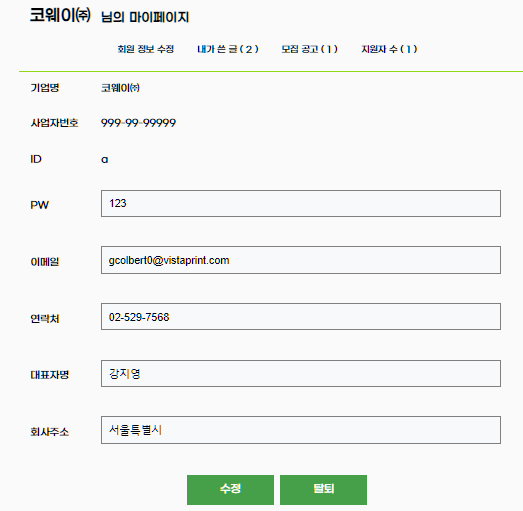 코웨이㈜ 님의 마이페이지
회원 정보 수정 내가 쓴 글 ( 2 ) 모집 공고 ( 1 ) 지원자 수 ( 1 )
기업명 코웨이㈜
사업자번호 999-99-99999
ID a
PW 123
이메일 gcolbert0@vistaprint.com
연락처 02-529-7568
대표자명 강지영
회사주소 서울특별시
수정 탈퇴